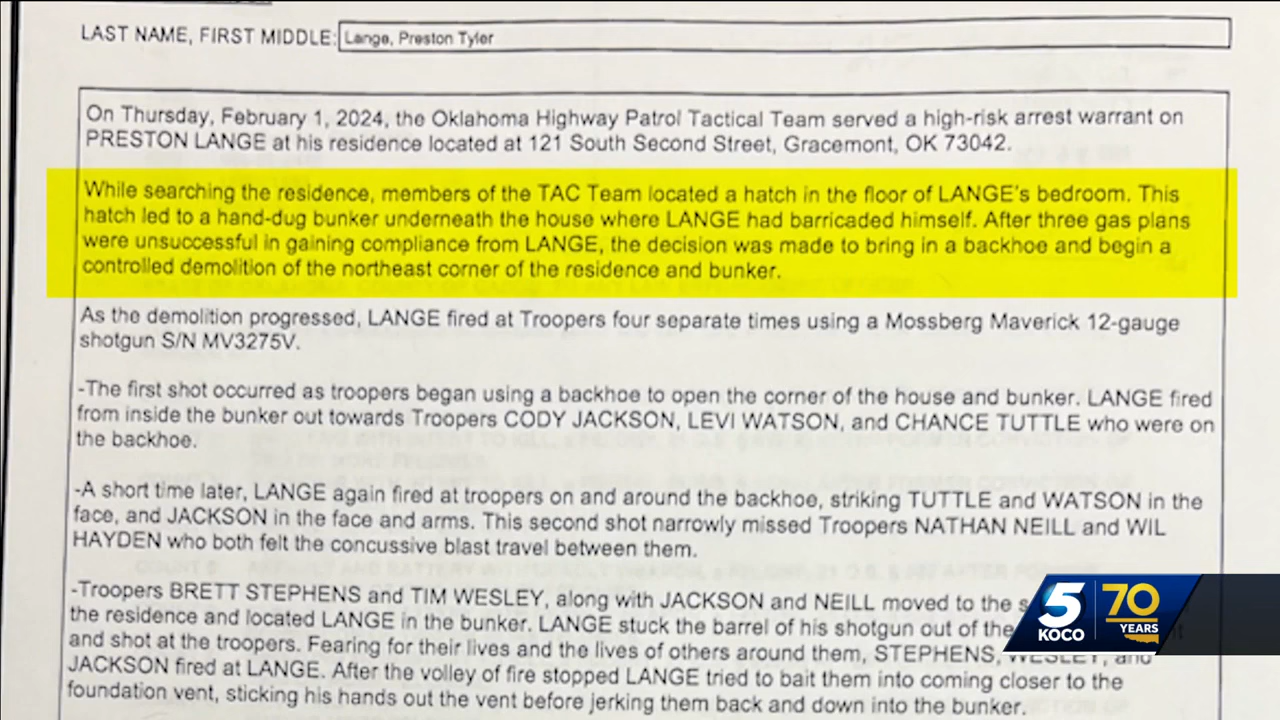 LAST NAME, FIRST MIDDLE: Lange, Preston Tyler
On Thursday, February 1, 2024, the Oklahoma Highway Patrol Tactical Team served a high-risk arrest warrant on
PRESTON LANGE at his residence located at 121 South Second Street, Gracemont, OK 73042.
While searching the residence, members of the TAC Team located a hatch in the floor of LANGE's bedroom. This
hatch led to a hand-dug bunker underneath the house where LANGE had barricaded himself. After three gas plans
were unsuccessful in gaining compliance from LANGE, the decision was made to bring in a backhoe and begin a
controlled demolition of the northeast corner of the residence and bunker.
As the demolition progressed, LANGE fired at Troopers four separate times using a Mossberg Maverick 12-gauge
shotgun S/N MV3275V.
-The first shot occurred as troopers began using a backhoe to open the corner of the house and bunker. LANGE fired
from inside the bunker out towards Troopers CODY JACKSON, LEVI WATSON, and CHANCE TUTTLE who were on
the backhoe.
-A short time later, LANGE again fired at troopers on and around the backhoe, striking TUTTLE and WATSON in the
face, and JACKSON in the face and arms. This second shot narrowly missed Troopers NATHAN NEILL and WIL
HAYDEN who both felt the concussive blast travel between them.
-Troopers BRETT STEPHENS and TIM WESLEY, along with JACKSON and NEILL moved to the
the residence and located LANGE in the bunker. LANGE stuck the barrel of his shotgun out of the
and shot at the troopers. Fearing for their lives and the lives of others around them, STEPHENS, WESLEY, and
JACKSON fired at LANGE. After the volley of fire stopped LANGE tried to bait them into coming closer to the
foundation vent, sticking his hands out the vent before jerking them back and down into the bunker.
5
KOCO
70
YEARS